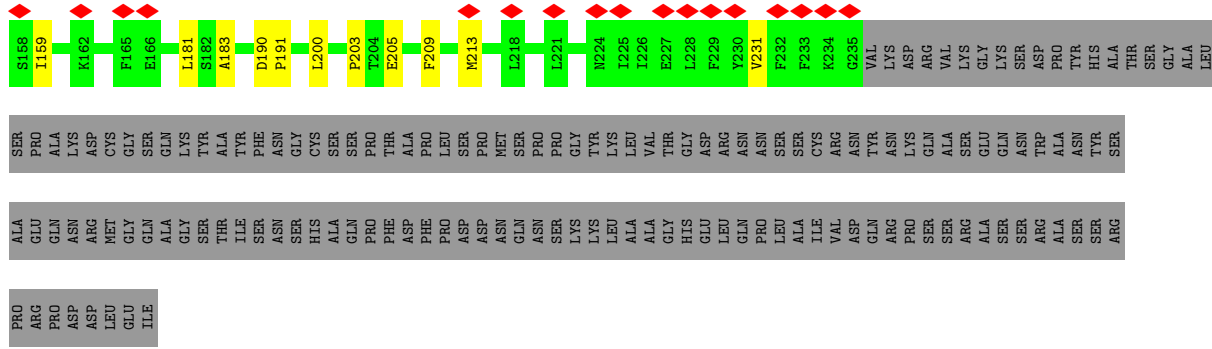 S158 I159 K162 F165 E166 L181 S182 A183 D190 P191 L200 P203 T204 E205 F209 M213 L218 L221 N224 I225 I226 E227 L228 F229 Y230 V231 F232 F233 K234 G235 VAL LYS ASP ARG VAL LYS GLY LYS SER ASP PRO TYR HIS ALA THR SER GLY ALA LEU
SER PRO ALA LYS ASP CYS GLY SER GLN LYS TYR ALA TYR PHE ASN GLY CYS SER SER PRO THR ALA PRO LEU SER PRO MET SER PRO PRO GLY TYR LYS LEU VAL THR GLY ASP ARG ASN ASN SER SER CYS ARG ASN TYR ASN LYS GLN ALA SER GLU GLN ASN TRP ALA ASN TYR SER
ALA GLU GLN ASN ARG MET GLY GLN ALA GLY SER THR ILE SER ASN SER HIS ALA GLN PRO PHE ASP PHE PRO ASP ASP ASN GLN ASN SER LYS LYS LEU ALA ALA GLY HIS GLU LEU GLN PRO LEU ALA ILE VAL ASP GLN ARG PRO SER SER ARG ALA SER SER ARG ALA SER SER ARG
PRO ARG PRO ASP ASP LEU GLU ILE